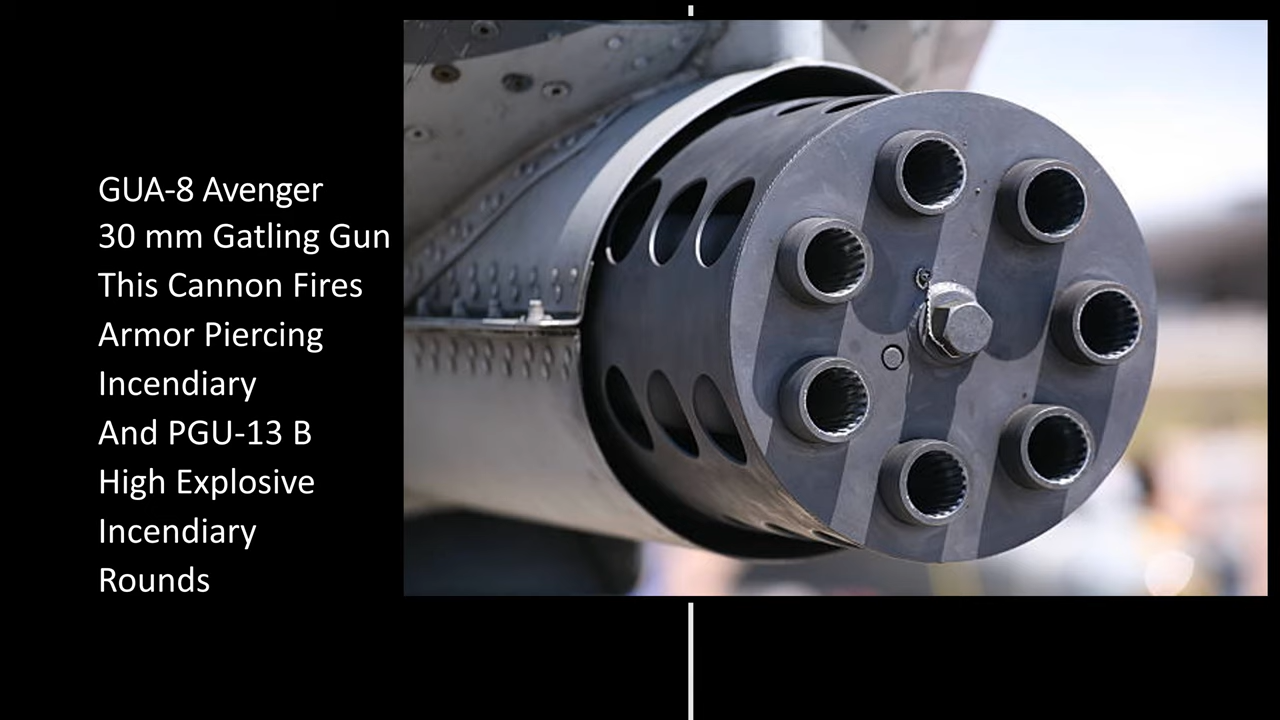 GUA-8 Avenger
30 mm Gatling Gun
This Cannon Fires
Armor Piercing
Incendiary
And PGU-13 B
High Explosive
Incendiary
Rounds